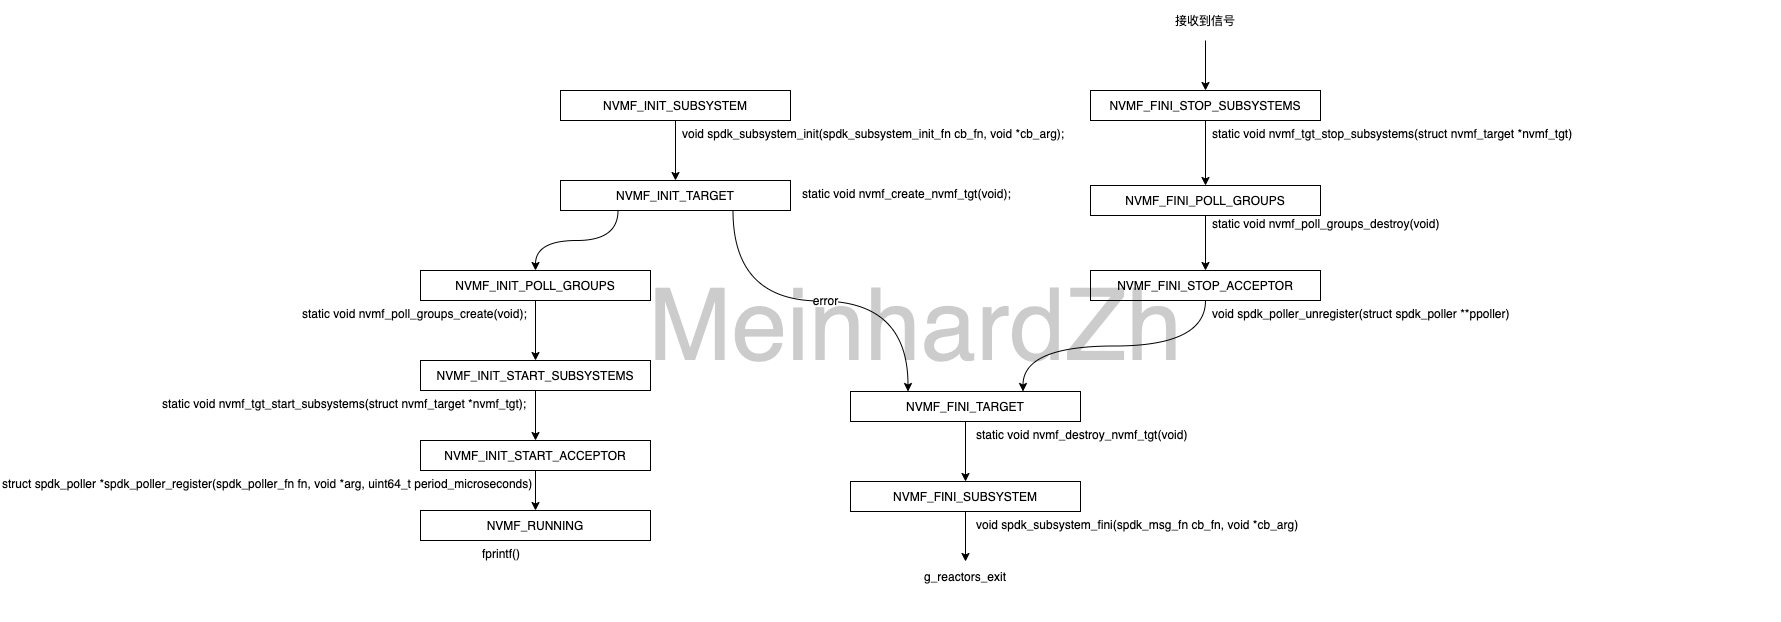 接收到信号
NVMF_INIT_SUBSYSTEM
NVMF_FINI_STOP_SUBSYSTEMS
void spdk_subsystem_init(spdk_subsystem_init_fn cb_fn, void *cb_arg);
static void nvmf_tgt_stop_subsystems(struct nvmf_target *nvmf_tgt)
NVMF_INIT_TARGET
static void nvmf_create_nvmf_tgt(void);
NVMF_FINI_POLL_GROUPS
static void nvmf_poll_groups_destroy(void)
NVMF_INIT_POLL_GROUPS
NVMF_FINI_STOP_ACCEPTOR
error
static void nvmf_poll_groups_create(void);
MeinhardZh
void spdk_poller_unregister(struct spdk_poller **ppoller)
NVMF_INIT_START_SUBSYSTEMS
static void nvmf_tgt_start_subsystems(struct nvmf_target *nvmf_tgt);
NVMF_FINI_TARGET
static void nvmf_destroy_nvmf_tgt(void)
NVMF_INIT_START_ACCEPTOR
struct spdk_poller *spdk_poller_register(spdk_poller_fn fn, void *arg, uint64_t period_microseconds)
NVMF_FINI_SUBSYSTEM
NVMF_RUNNING
void spdk_subsystem_fini(spdk_msg_fn cb_fn, void *cb_arg)
fprintf()
g_reactors_exit